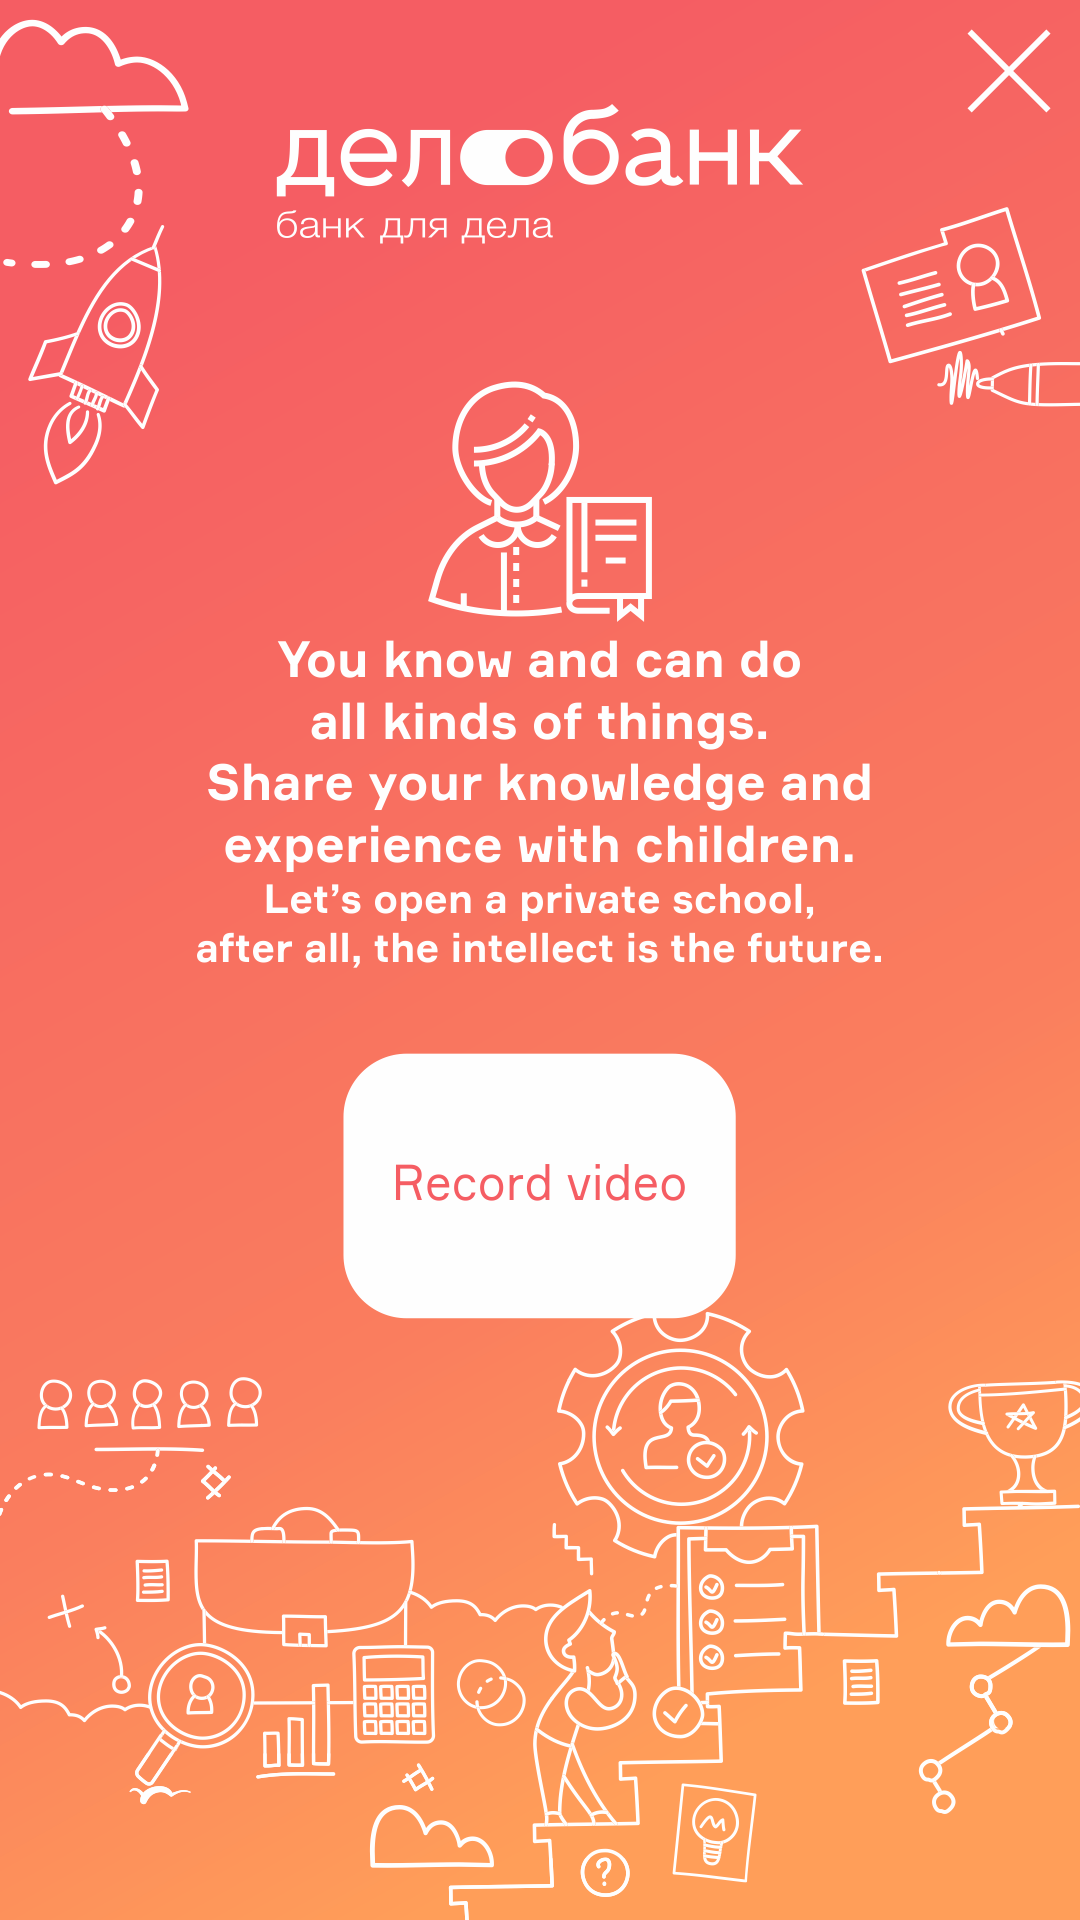 делобанк
банк для дела
You know and can do
all kinds of things.
Share your knowledge and
experience with children.
Let’s open a private school,
after all, the intellect is the future.
Record video
?